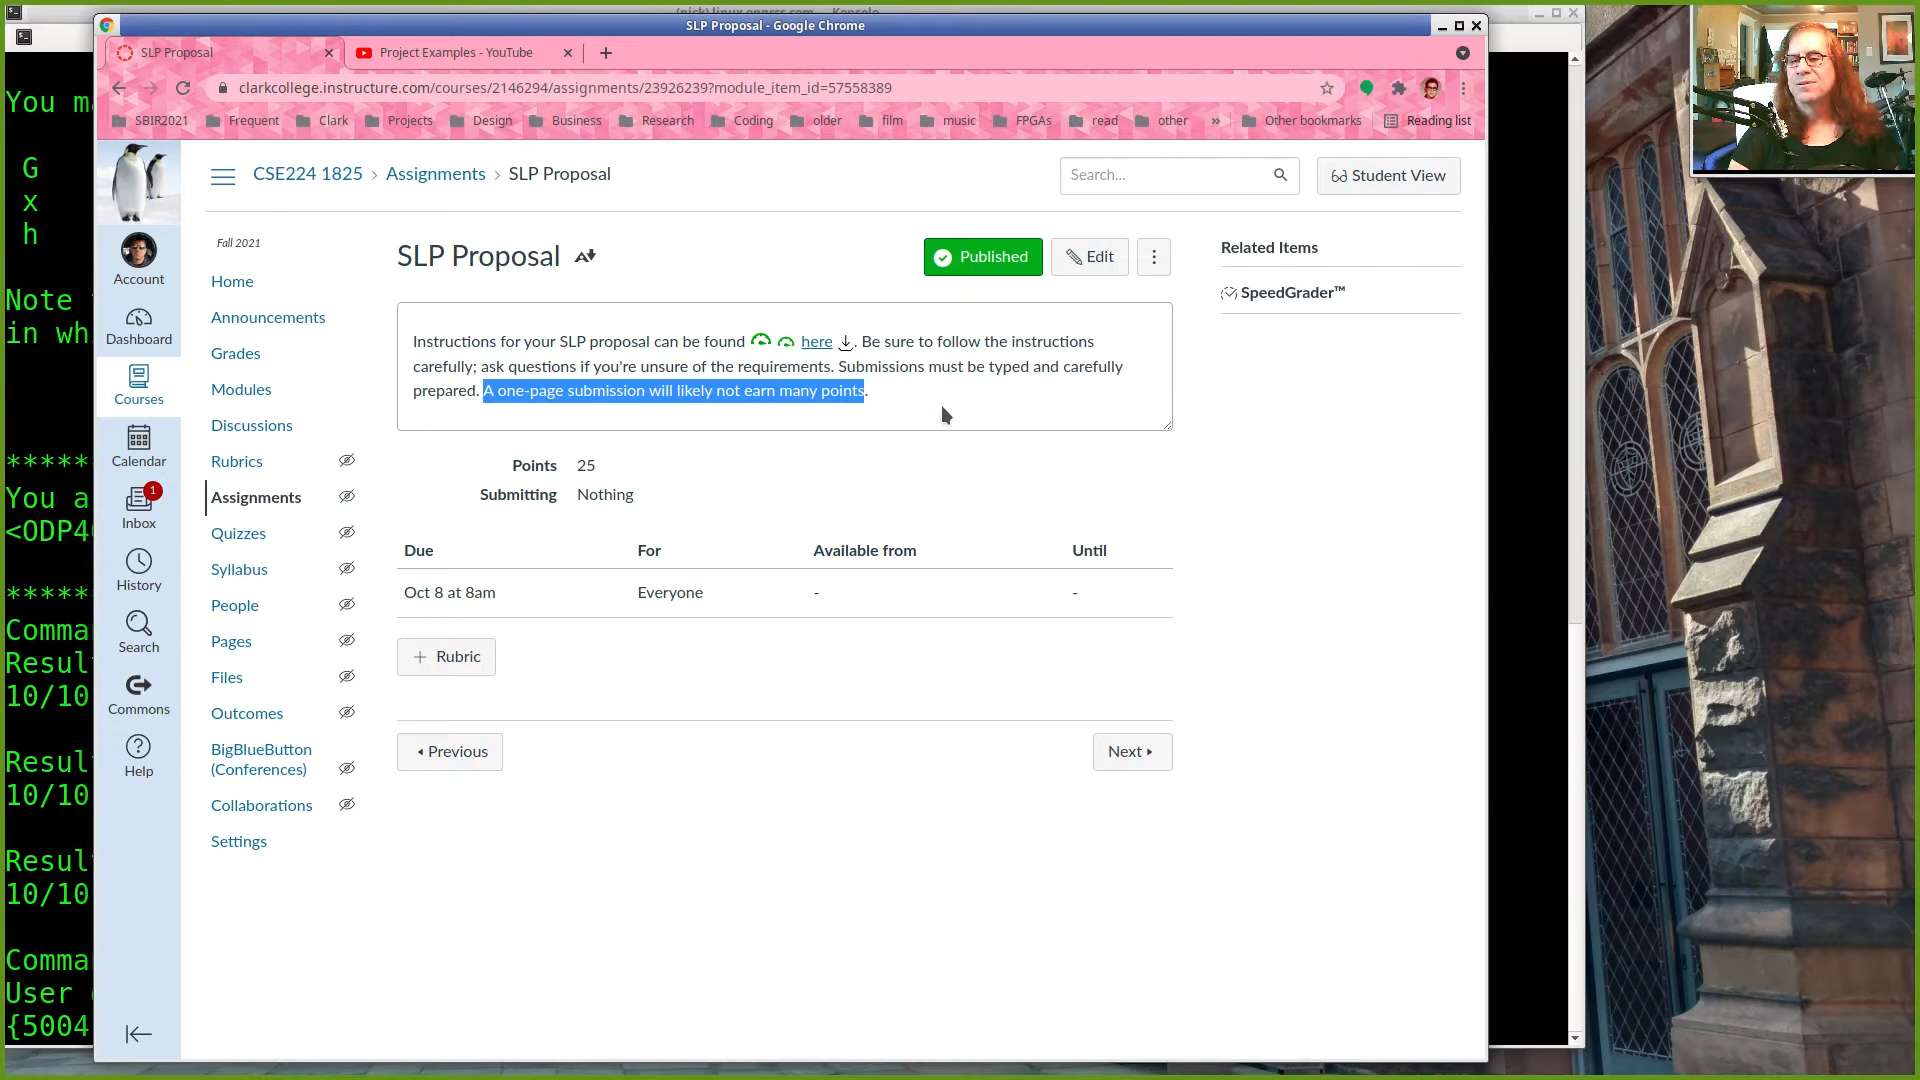 (nick) linux.engrcs.com — Konsole
SLP Proposal - Google Chrome
SLP Proposal
Project Examples - YouTube
clarkcollege.instructure.com/courses/2146294/assignments/23926239?module_item_id=57558389
SBIR2021 Frequent Clark Projects Design Business Research Coding older film music FPGAs read other » Other bookmarks Reading list
You m
G
x
h
Note
in wh
*****
You a
<ODP4
*****
Comma
Resul
10/10
Resul
10/10
Resul
10/10
Comma
User
{5004
Account
Dashboard
Courses
Calendar
1
Inbox
History
Search
Commons
Help
CSE224 1825 › Assignments › SLP Proposal
Search...
Student View
Fall 2021
Home
Announcements
Grades
Modules
Discussions
Rubrics
Assignments
Quizzes
Syllabus
People
Pages
Files
Outcomes
BigBlueButton
(Conferences)
Collaborations
Settings
SLP Proposal
Published
Edit
Instructions for your SLP proposal can be found here. Be sure to follow the instructions
carefully; ask questions if you're unsure of the requirements. Submissions must be typed and carefully
prepared. A one-page submission will likely not earn many points.
Points 25
Submitting Nothing
Due For Available from Until
Oct 8 at 8am Everyone - -
+ Rubric
Previous
Next
Related Items
SpeedGrader™